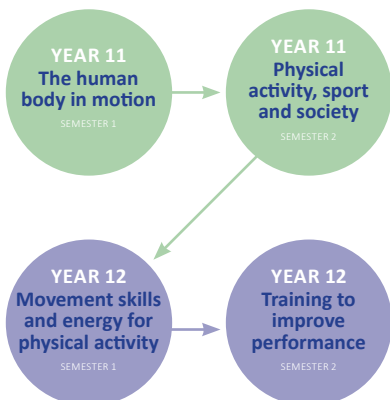 YEAR 11
The human
body in motion
SEMESTER 1
YEAR 11
Physical
activity, sport
and society
SEMESTER 2
YEAR 12
Movement skills
and energy for
physical activity
SEMESTER 1
YEAR 12
Training to
improve
performance
SEMESTER 2